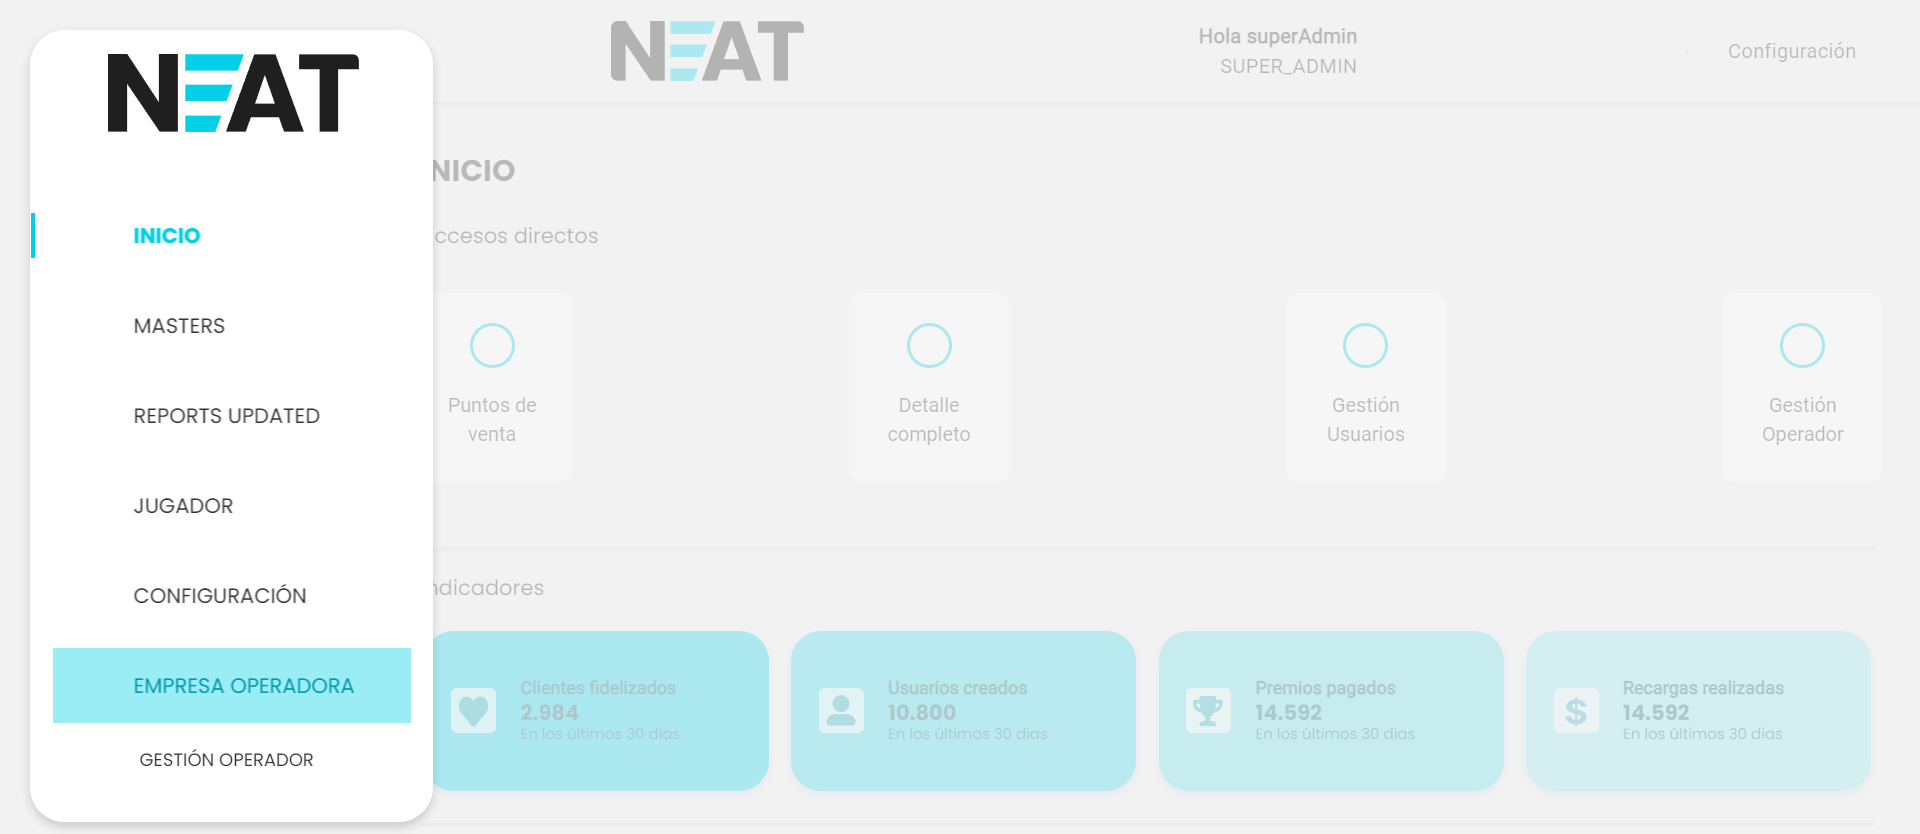 NEAT
INICIO
MASTERS
REPORTS UPDATED
JUGADOR
CONFIGURACIÓN
EMPRESA OPERADORA
GESTIÓN OPERADOR
NEAT
Hola superAdmin
SUPER_ADMIN
Configuración
NICIO
ccesos directos
Puntos de
venta
Detalle
completo
Gestión
Usuarios
Gestión
Operador
ndicadores
Clientes fidelizados
2.984
En los últimos 30 dias
Usuarios creados
10.800
En los últimos 30 dias
Premios pagados
14.592
En los últimos 30 dias
Recargas realizadas
14.592
En los últimos 30 dias